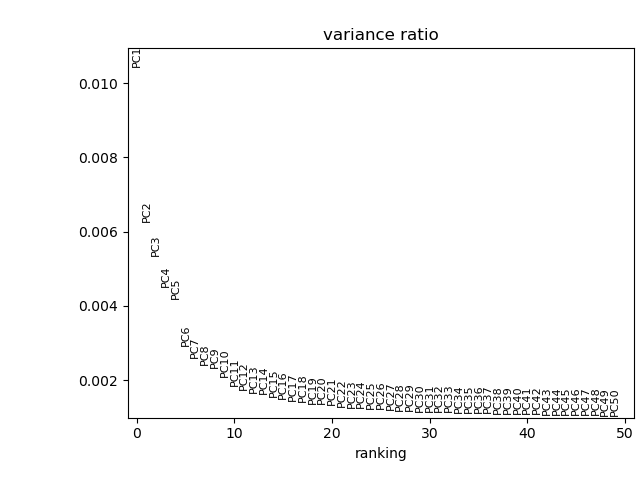 variance ratio
0.010
0.008
0.006
0.004
0.002
PC1
PC2
PC3
PC4
PC5
PC6
PC7
PC8
PC9
PC10
PC11
PC12
PC13
PC14
PC15
PC16
PC17
PC18
PC19
PC20
PC21
PC22
PC23
PC24
PC25
PC26
PC27
PC28
PC29
PC30
PC31
PC32
PC33
PC34
PC35
PC36
PC37
PC38
PC39
PC40
PC41
PC42
PC43
PC44
PC45
PC46
PC47
PC48
PC49
PC50
0 10 20 30 40 50
ranking